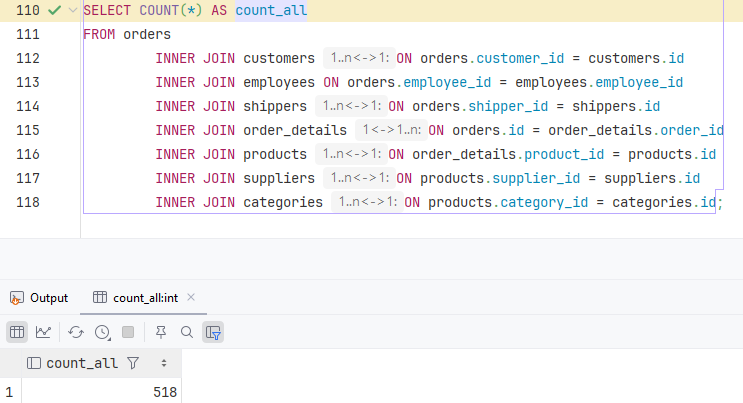 110 SELECT COUNT(*) AS count_all
111 FROM orders
112 INNER JOIN customers 1..n<->1: ON orders.customer_id = customers.id
113 INNER JOIN employees ON orders.employee_id = employees.employee_id
114 INNER JOIN shippers 1..n<->1: ON orders.shipper_id = shippers.id
115 INNER JOIN order_details 1<->1..n: ON orders.id = order_details.order_id
116 INNER JOIN products 1..n<->1: ON order_details.product_id = products.id
117 INNER JOIN suppliers 1..n<->1: ON products.supplier_id = suppliers.id
118 INNER JOIN categories 1..n<->1: ON products.category_id = categories.id;
Output count_all:int
count_all
1 518